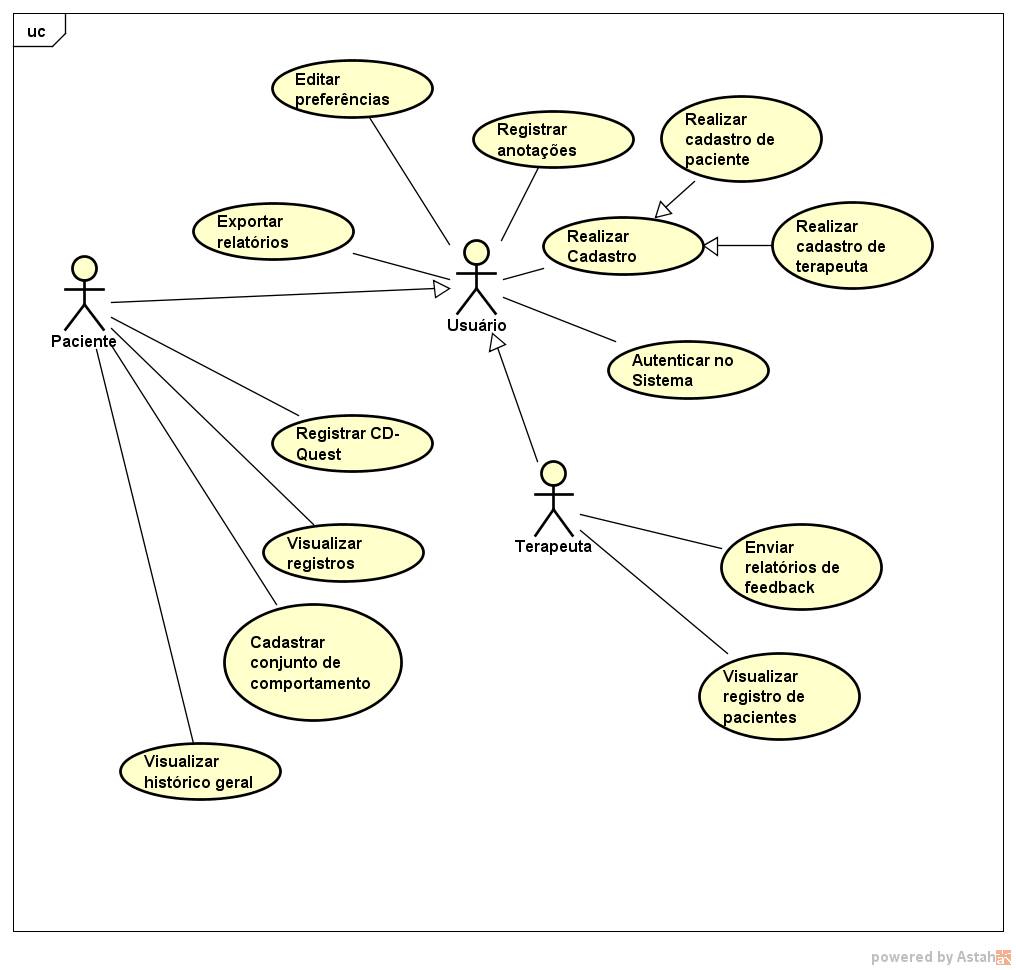 uc
Editar
preferências
Registrar
anotações
Realizar
cadastro de
paciente
Exportar
relatórios
Realizar
Cadastro
Realizar
cadastro de
terapeuta
Paciente
Usuário
Autenticar no
Sistema
Registrar CD-
Quest
Terapeuta
Visualizar
registros
Enviar
relatórios de
feedback
Cadastrar
conjunto de
comportamento
Visualizar
registro de
pacientes
Visualizar
histórico geral
powered by Astah